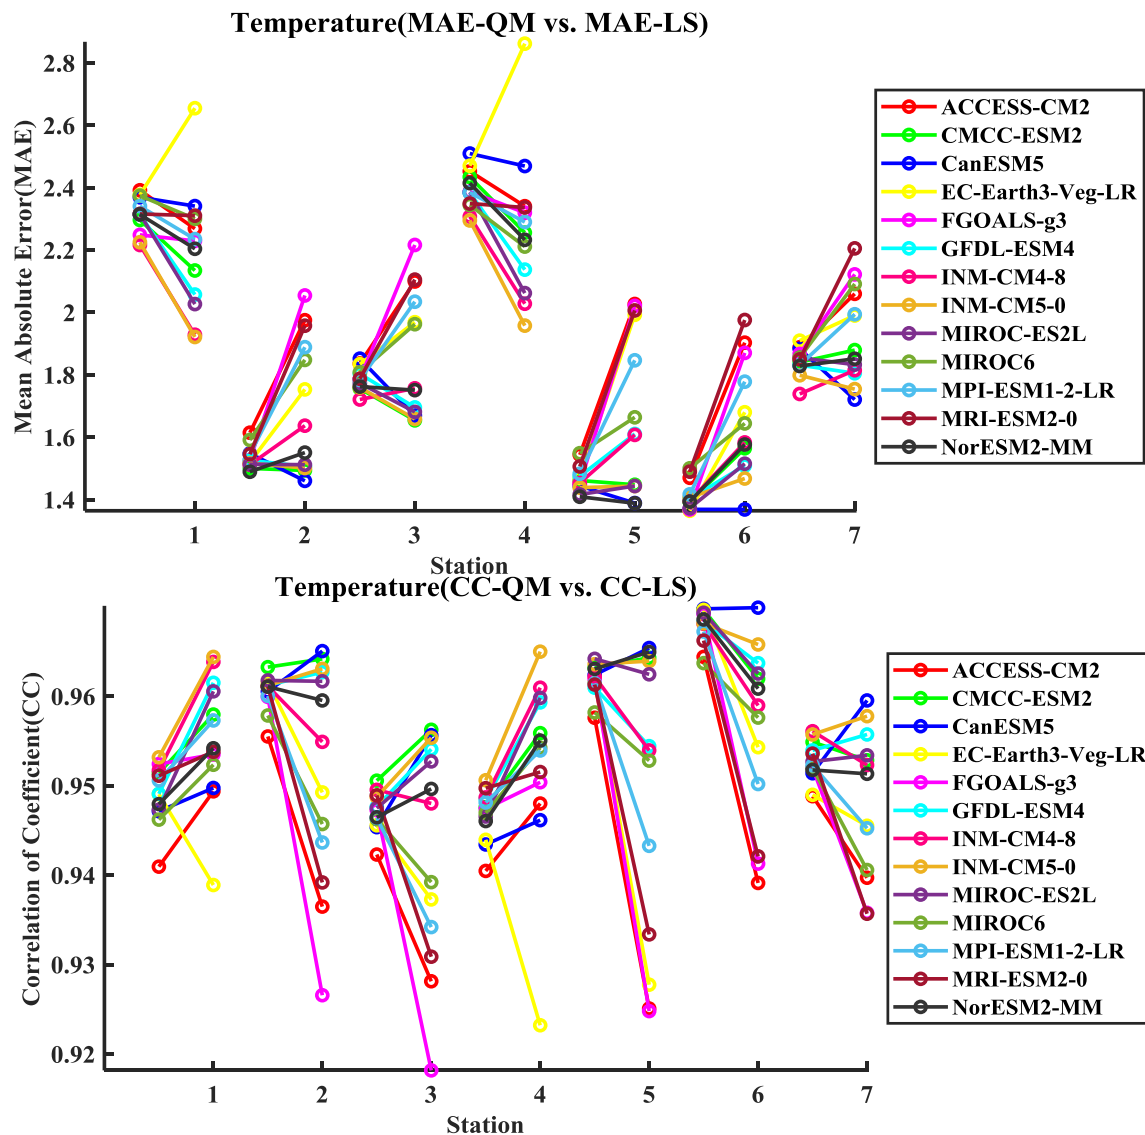 Temperature(MAE-QM vs. MAE-LS)
Mean Absolute Error(MAE)
2.8
2.6
2.4
2.2
2
1.8
1.6
1.4
1 2 3 4 5 6 7
Station
ACCESS-CM2
CMCC-ESM2
CanESM5
EC-Earth3-Veg-LR
FGOALS-g3
GFDL-ESM4
INM-CM4-8
INM-CM5-0
MIROC-ES2L
MIROC6
MPI-ESM1-2-LR
MRI-ESM2-0
NorESM2-MM
Temperature(CC-QM vs. CC-LS)
Correlation of Coefficient(CC)
0.96
0.95
0.94
0.93
0.92
1 2 3 4 5 6 7
Station
ACCESS-CM2
CMCC-ESM2
CanESM5
EC-Earth3-Veg-LR
FGOALS-g3
GFDL-ESM4
INM-CM4-8
INM-CM5-0
MIROC-ES2L
MIROC6
MPI-ESM1-2-LR
MRI-ESM2-0
NorESM2-MM